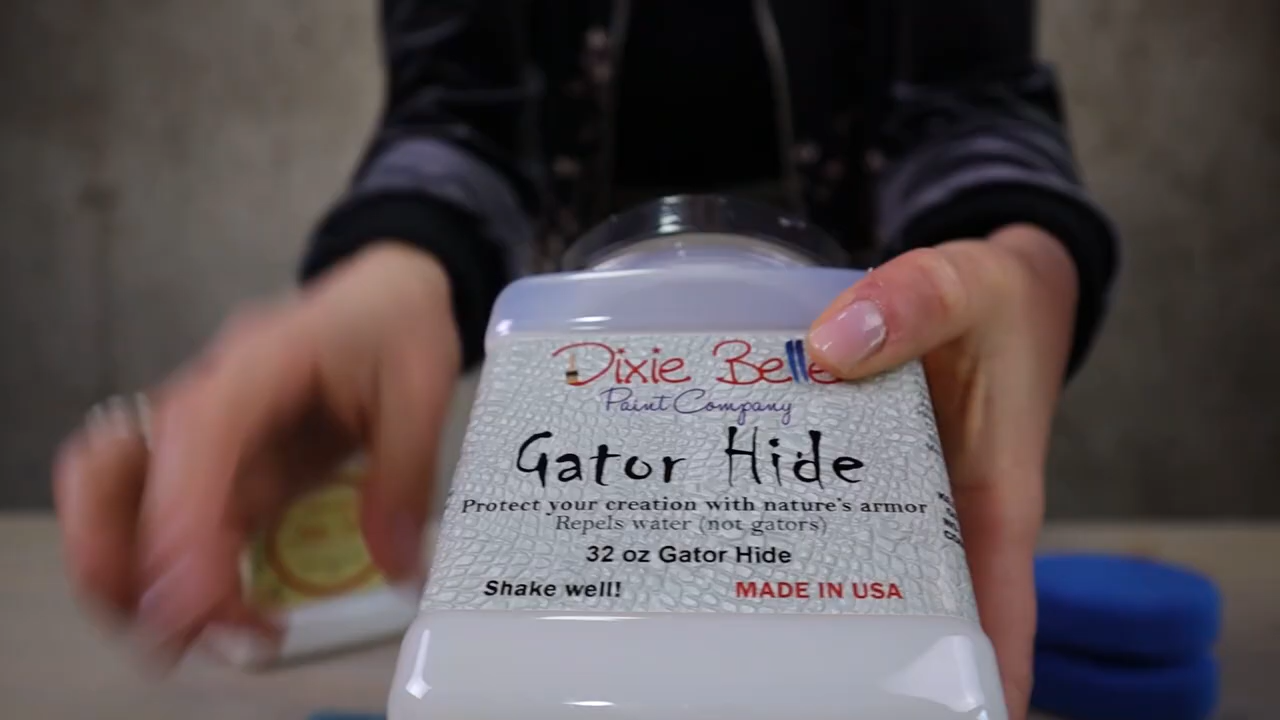 Dixie Belle
Paint Company
Gator Hide
Protect your creation with nature's armor
Repels water (not gators)
32 oz Gator Hide
Shake well!
MADE IN USA